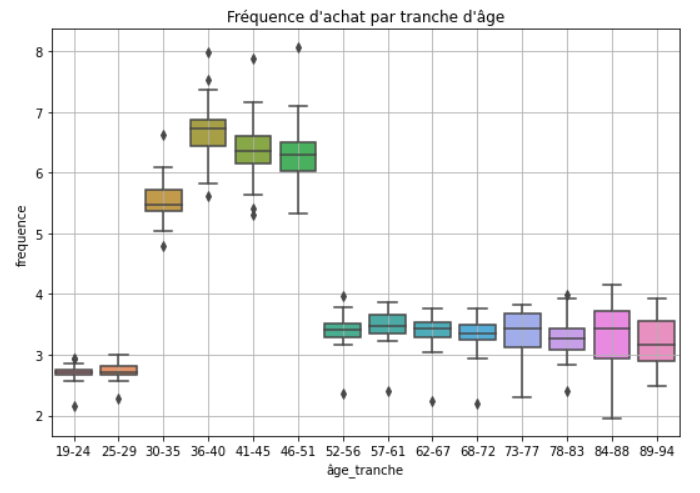 Fréquence d'achat par tranche d'âge
8
7
6
5
4
3
2
frequence
19-24 25-29 30-35 36-40 41-45 46-51 52-56 57-61 62-67 68-72 73-77 78-83 84-88 89-94
âge_tranche